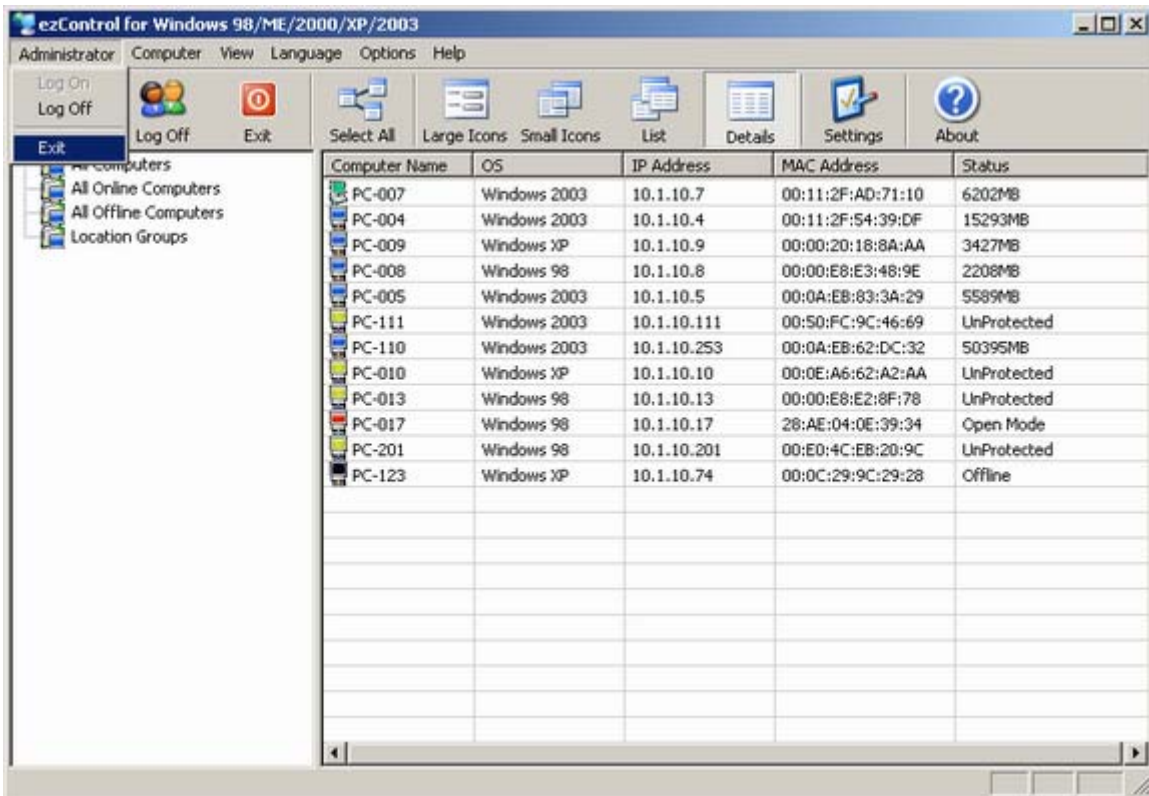 ezControl for Windows 98/ME/2000/XP/2003
Administrator Computer View Language Options Help
Log On
Log Off
Exit
Log Off Exit Select All Large Icons Small Icons List Details Settings About
All Computers
All Online Computers
All Offline Computers
Location Groups
Computer Name OS IP Address MAC Address Status
PC-007 Windows 2003 10.1.10.7 00:11:2F:AD:71:10 6202MB
PC-004 Windows 2003 10.1.10.4 00:11:2F:54:39:DF 15293MB
PC-009 Windows XP 10.1.10.9 00:00:20:18:8A:AA 3427MB
PC-008 Windows 98 10.1.10.8 00:00:E8:E3:48:9E 2208MB
PC-005 Windows 2003 10.1.10.5 00:0A:EB:83:3A:29 5589MB
PC-111 Windows 2003 10.1.10.111 00:50:FC:9C:46:69 UnProtected
PC-110 Windows 2003 10.1.10.253 00:0A:EB:62:DC:32 50395MB
PC-010 Windows XP 10.1.10.10 00:0E:A6:62:A2:AA UnProtected
PC-013 Windows 98 10.1.10.13 00:00:E8:E2:8F:78 UnProtected
PC-017 Windows 98 10.1.10.17 28:AE:04:0E:39:34 Open Mode
PC-201 Windows 98 10.1.10.201 00:E0:4C:EB:20:9C UnProtected
PC-123 Windows XP 10.1.10.74 00:0C:29:9C:29:28 Offline